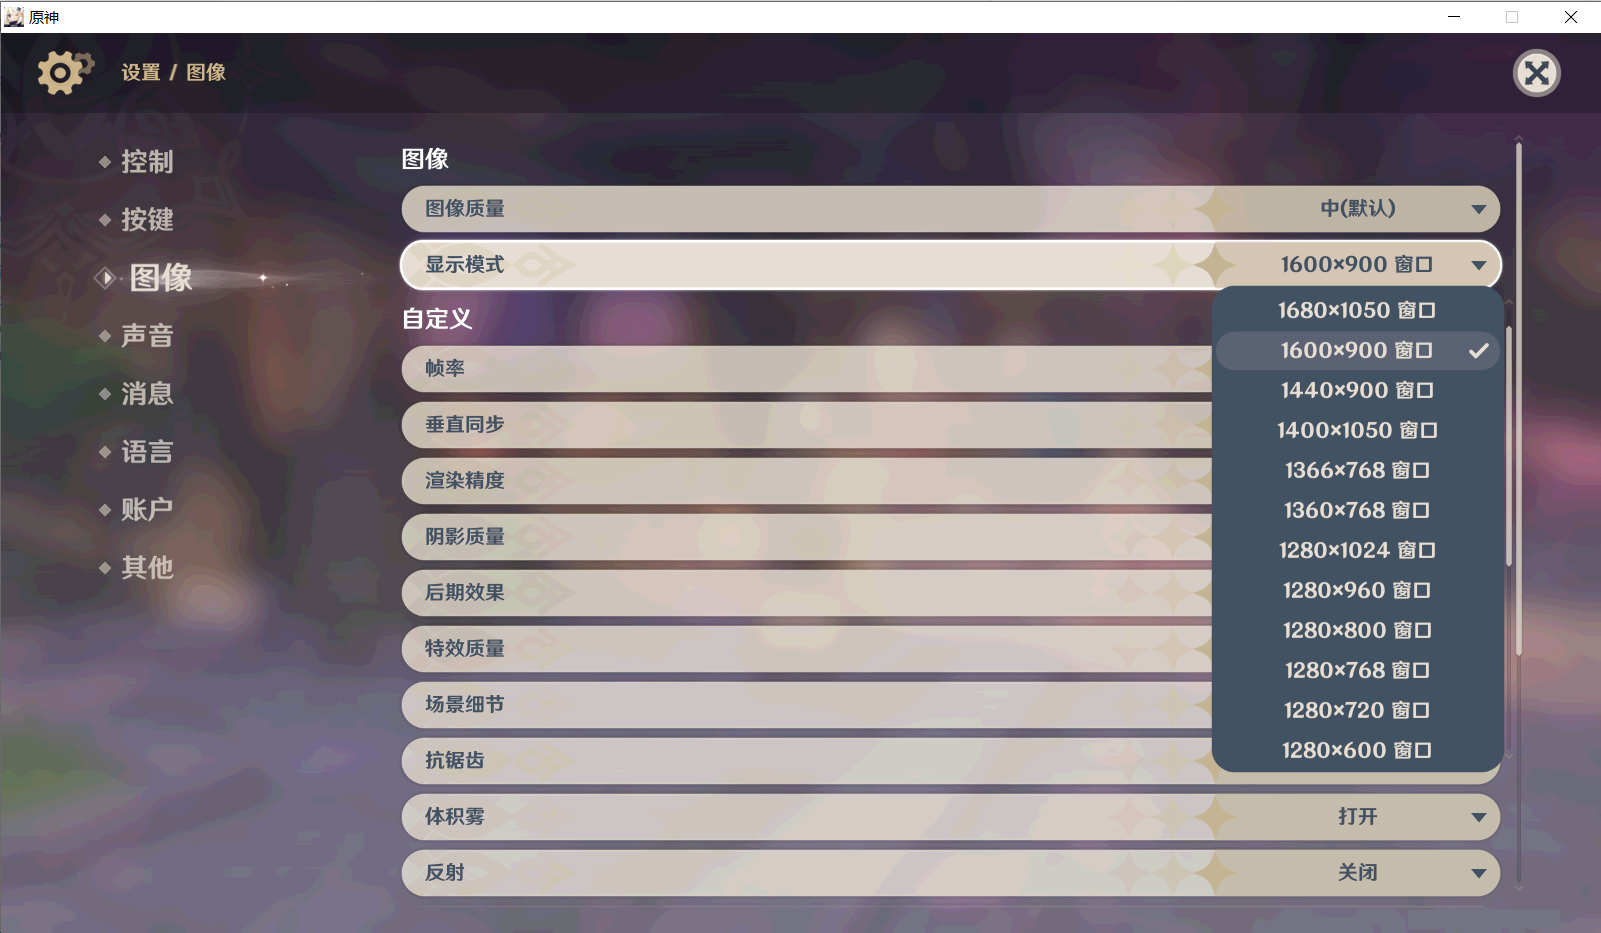 原神
设置 / 图像
控制
按键
图像
声音
消息
语言
账户
其他
图像
图像质量 中(默认)
显示模式 1600×900 窗口
1680×1050 窗口
1600×900 窗口
1440×900 窗口
1400×1050 窗口
1366×768 窗口
1360×768 窗口
1280×1024 窗口
1280×960 窗口
1280×800 窗口
1280×768 窗口
1280×720 窗口
1280×600 窗口
自定义
帧率
垂直同步
渲染精度
阴影质量
后期效果
特效质量
场景细节
抗锯齿
体积雾 打开
反射 关闭